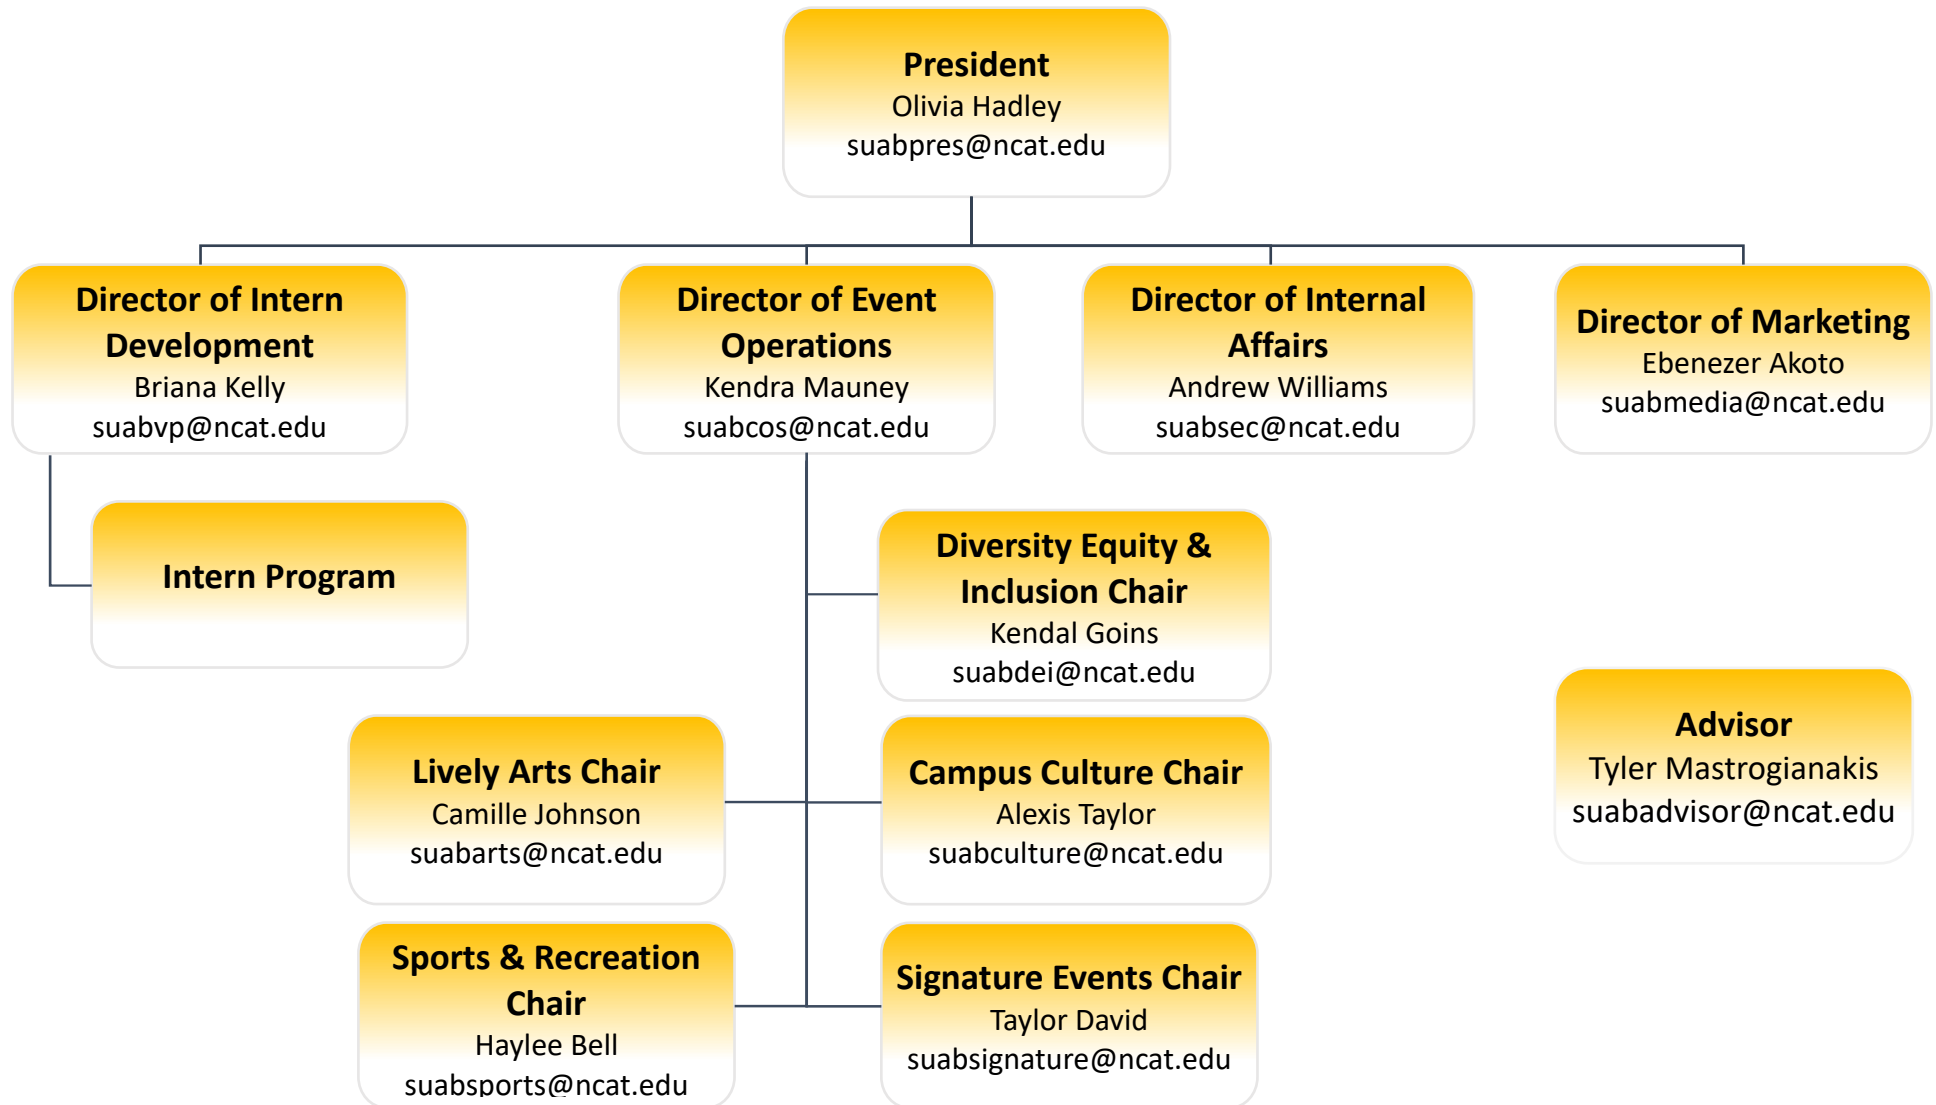 President
Olivia Hadley
suabpres@ncat.edu
Director of Intern
Development
Briana Kelly
suabvp@ncat.edu
Director of Event
Operations
Kendra Mauney
suabcos@ncat.edu
Director of Internal
Affairs
Andrew Williams
suabsec@ncat.edu
Director of Marketing
Ebenezer Akoto
suabmedia@ncat.edu
Intern Program
Diversity Equity &
Inclusion Chair
Kendal Goins
suabdei@ncat.edu
Lively Arts Chair
Camille Johnson
suabarts@ncat.edu
Campus Culture Chair
Alexis Taylor
suabculture@ncat.edu
Advisor
Tyler Mastrogianakis
suabadvisor@ncat.edu
Sports & Recreation
Chair
Haylee Bell
suabsports@ncat.edu
Signature Events Chair
Taylor David
suabsignature@ncat.edu